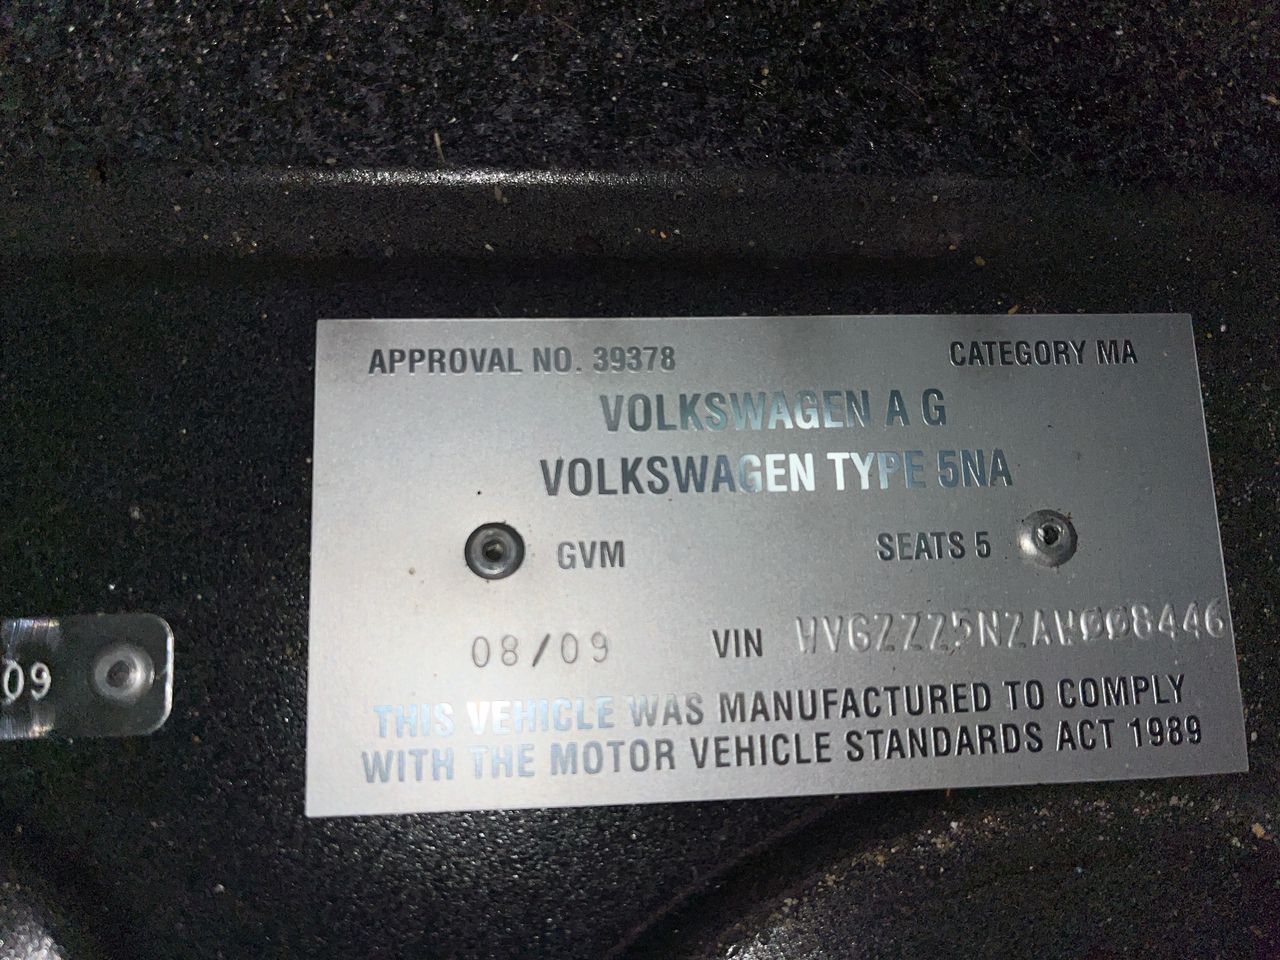 APPROVAL NO. 39378 CATEGORY MA
VOLKSWAGEN A G
VOLKSWAGEN TYPE 5NA
GVM SEATS 5
08/09 VIN WVGZZZ5NZAW008446
09
THIS VEHICLE WAS MANUFACTURED TO COMPLY
WITH THE MOTOR VEHICLE STANDARDS ACT 1989